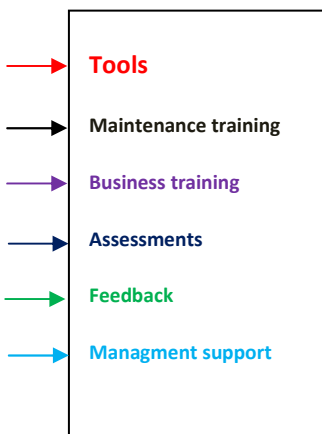 Tools
Maintenance training
Business training
Assessments
Feedback
Managment support